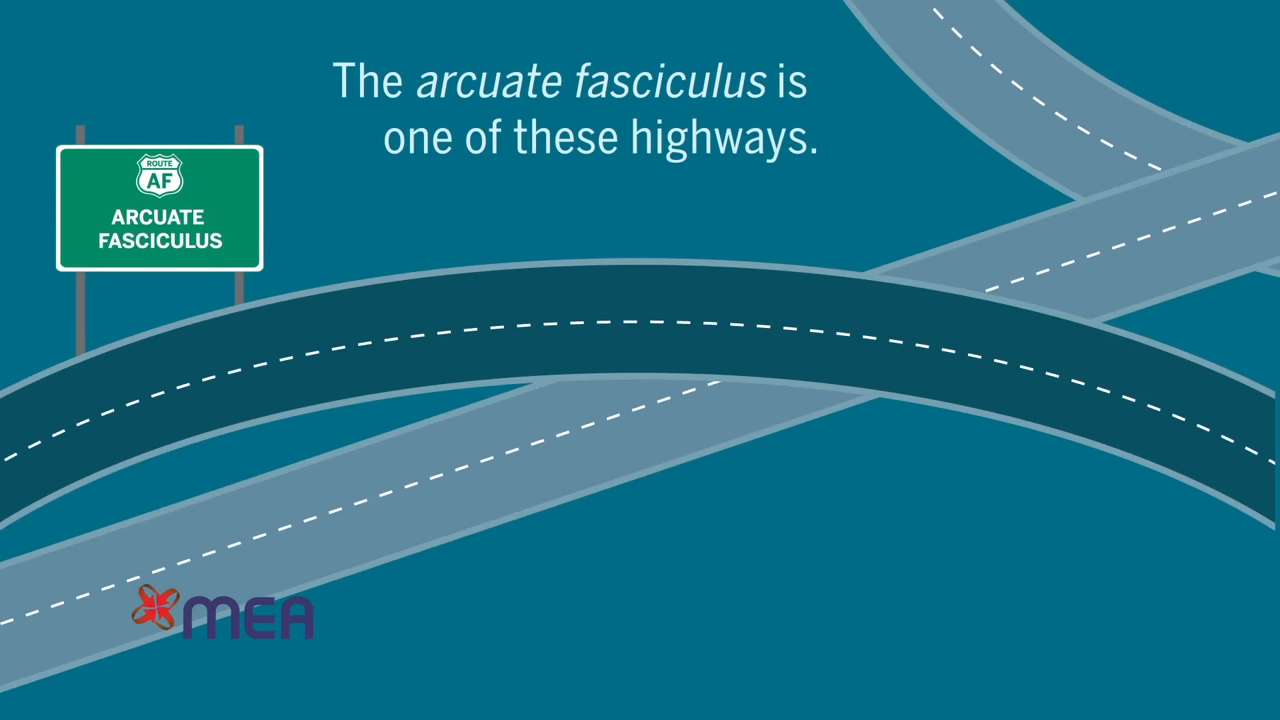 The arcuate fasciculus is
one of these highways.
ROUTE
AF
ARCUATE
FASCICULUS
MEA